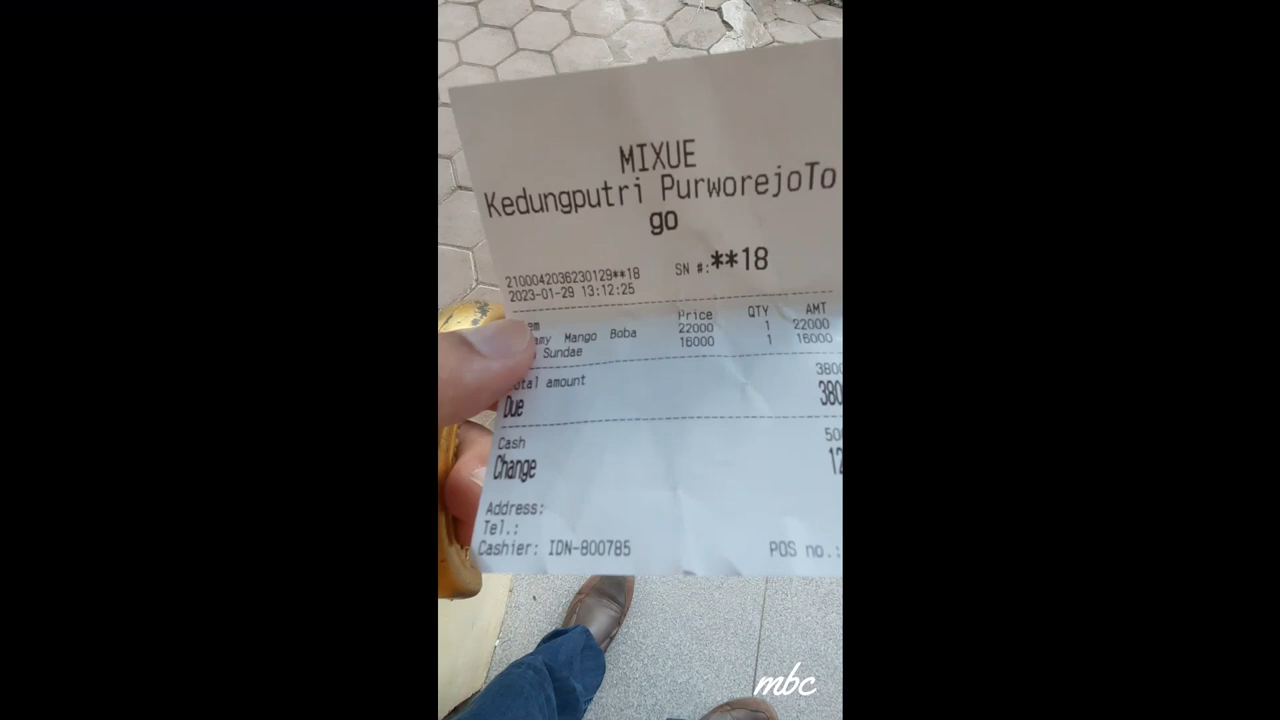 MIXUE
Kedungputri PurworejoTo
go
2100042036230129**18 SN #:**18
2023-01-29 13:12:25
Price QTY AMT
22000 1 22000
Mango Boba 16000 1 16000
Sundae
amount
Due
Cash
Change
Address:
Tel.:
Cashier: IDN-800785 POS no.:
mbc